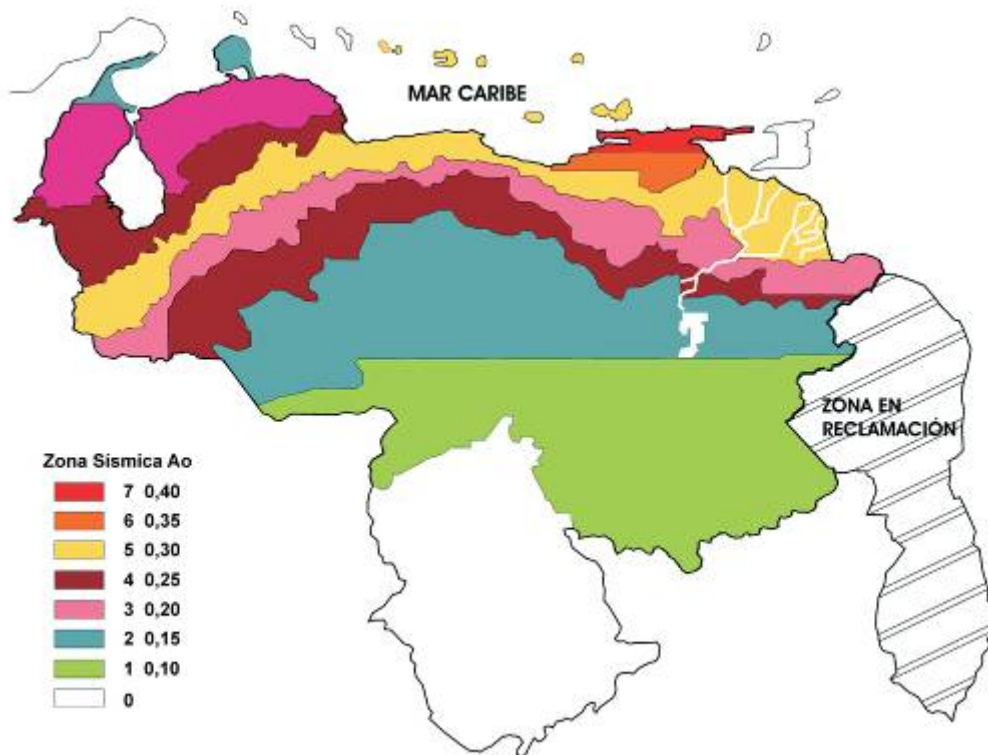 MAR CARIBE
ZONA EN
RECLAMACIÓN
Zona Sísmica Ao
7 0,40
6 0,35
5 0,30
4 0,25
3 0,20
2 0,15
1 0,10
0